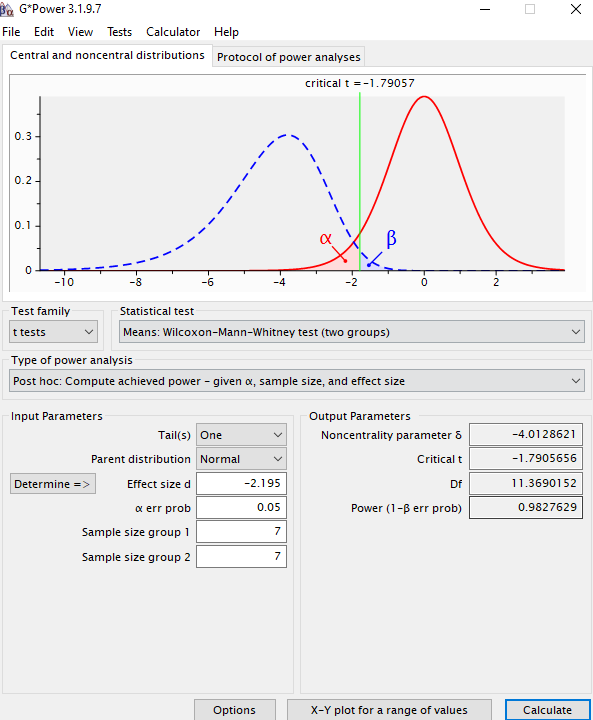 G*Power 3.1.9.7
File Edit View Tests Calculator Help
Central and noncentral distributions Protocol of power analyses
critical t = -1.79057
0.3
0.2
0.1
0
α β
-10 -8 -6 -4 -2 0 2
Test family Statistical test
t tests Means: Wilcoxon-Mann-Whitney test (two groups)
Type of power analysis
Post hoc: Compute achieved power - given α, sample size, and effect size
Input Parameters Output Parameters
Tail(s) One Noncentrality parameter δ -4.0128621
Parent distribution Normal Critical t -1.7905656
Determine => Effect size d -2.195 Df 11.3690152
α err prob 0.05 Power (1-β err prob) 0.9827629
Sample size group 1 7
Sample size group 2 7
Options X-Y plot for a range of values Calculate